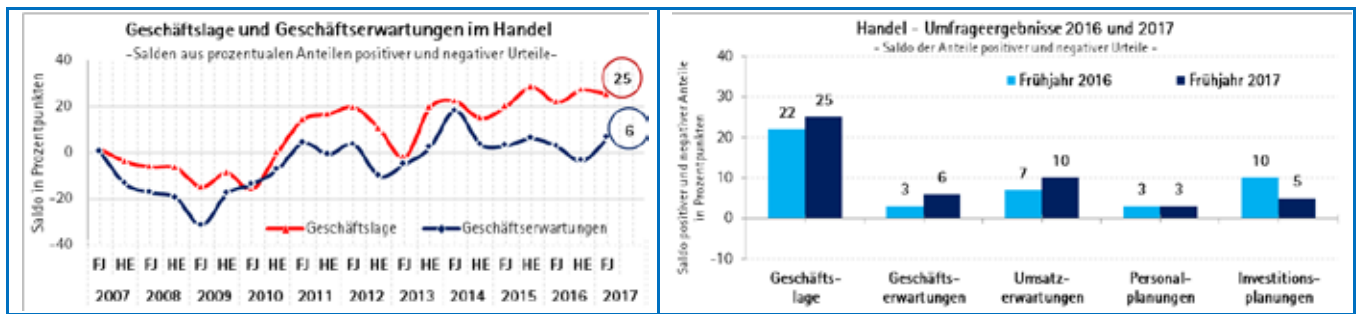 Geschäftslage und Geschäftserwartungen im Handel
-Salden aus prozentualen Anteilen positiver und negativer Urteile-
Saldo in Prozentpunkten
40
20
0
-20
-40
25
6
Geschäftslage
Geschäftserwartungen
FJ HE FJ HE FJ HE FJ HE FJ HE FJ HE FJ HE FJ HE FJ HE FJ HE FJ
2007 2008 2009 2010 2011 2012 2013 2014 2015 2016 2017
Handel - Umfrageergebnisse 2016 und 2017
- Saldo der Anteile positiver und negativer Urteile -
Saldo positiver und negativer Anteile
in Prozentpunkten
40
30
20
10
0
-10
Frühjahr 2016
Frühjahr 2017
22 25
3 6
7 10
3 3
10 5
Geschäfts-
lage
Geschäfts-
erwartungen
Umsatz-
erwartungen
Personal-
planungen
Investitions-
planungen